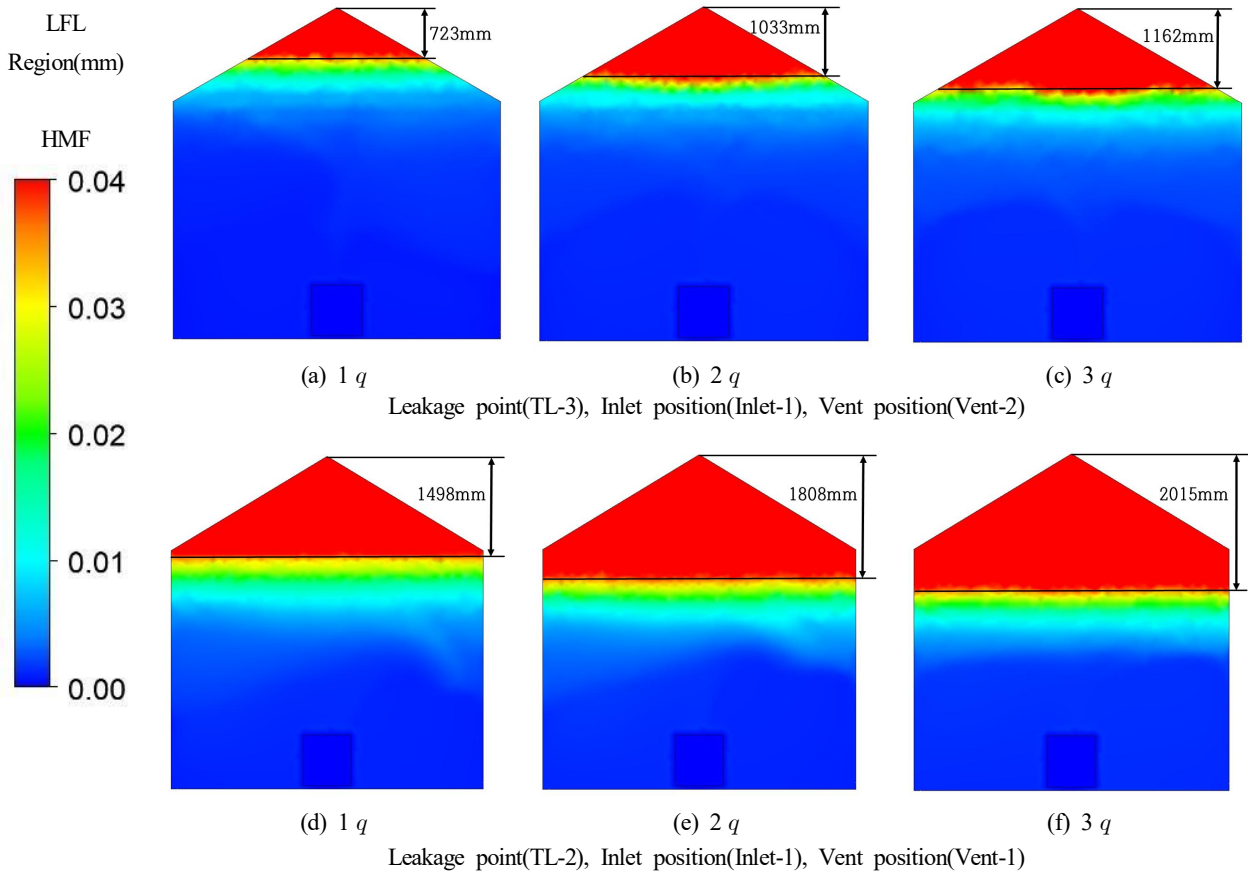 LFL
Region(mm)
HMF
0.04
0.03
0.02
0.01
0.00
723mm
1033mm
1162mm
(a) 1 q
(b) 2 q
(c) 3 q
Leakage point(TL-3), Inlet position(Inlet-1), Vent position(Vent-2)
1498mm
1808mm
2015mm
(d) 1 q
(e) 2 q
(f) 3 q
Leakage point(TL-2), Inlet position(Inlet-1), Vent position(Vent-1)